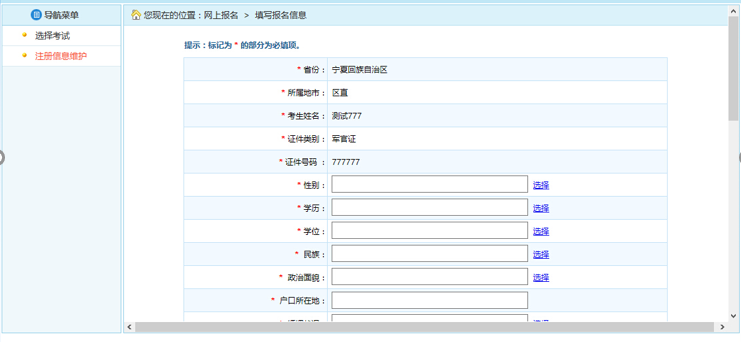 导航菜单
选择考试
注册信息维护
您现在的位置：网上报名 > 填写报名信息
提示：标记为 * 的部分为必填项。
* 省份： 宁夏回族自治区
* 所属地市： 区直
* 考生姓名： 测试777
* 证件类别： 军官证
* 证件号码 ： 777777
* 性别： 选择
* 学历： 选择
* 学位： 选择
* 民族： 选择
* 政治面貌： 选择
* 户口所在地：